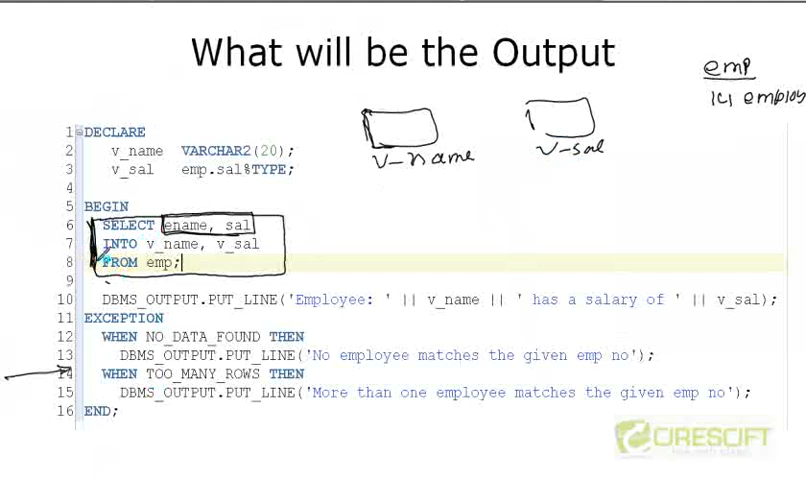 What will be the Output
emp
employ
v_name
v_sal
1 DECLARE
2 v_name VARCHAR2(20);
3 v_sal emp.sal%TYPE;
4
5 BEGIN
6 SELECT ename, sal
7 INTO v_name, v_sal
8 FROM emp;
9
10 DBMS_OUTPUT.PUT_LINE('Employee: ' || v_name || ' has a salary of ' || v_sal);
11 EXCEPTION
12 WHEN NO_DATA_FOUND THEN
13 DBMS_OUTPUT.PUT_LINE('No employee matches the given emp no');
14 WHEN TOO_MANY_ROWS THEN
15 DBMS_OUTPUT.PUT_LINE('More than one employee matches the given emp no');
16 END;